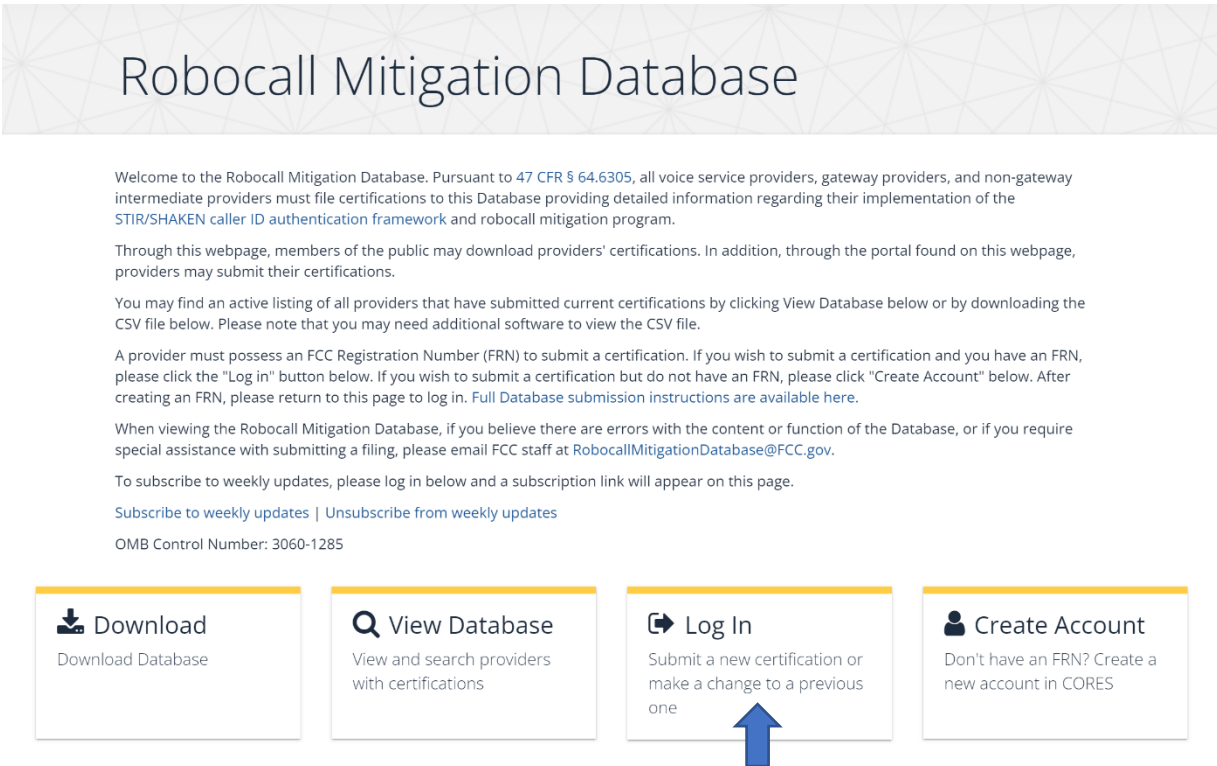 Robocall Mitigation Database
Welcome to the Robocall Mitigation Database. Pursuant to 47 CFR § 64.6305, all voice service providers, gateway providers, and non-gateway
intermediate providers must file certifications to this Database providing detailed information regarding their implementation of the
STIR/SHAKEN caller ID authentication framework and robocall mitigation program.
Through this webpage, members of the public may download providers' certifications. In addition, through the portal found on this webpage,
providers may submit their certifications.
You may find an active listing of all providers that have submitted current certifications by clicking View Database below or by downloading the
CSV file below. Please note that you may need additional software to view the CSV file.
A provider must possess an FCC Registration Number (FRN) to submit a certification. If you wish to submit a certification and you have an FRN,
please click the "Log in" button below. If you wish to submit a certification but do not have an FRN, please click "Create Account" below. After
creating an FRN, please return to this page to log in. Full Database submission instructions are available here.
When viewing the Robocall Mitigation Database, if you believe there are errors with the content or function of the Database, or if you require
special assistance with submitting a filing, please email FCC staff at RobocallMitigationDatabase@FCC.gov.
To subscribe to weekly updates, please log in below and a subscription link will appear on this page.
Subscribe to weekly updates | Unsubscribe from weekly updates
OMB Control Number: 3060-1285
Download
Download Database
View Database
View and search providers
with certifications
Log In
Submit a new certification or
make a change to a previous
one
Create Account
Don't have an FRN? Create a
new account in CORES